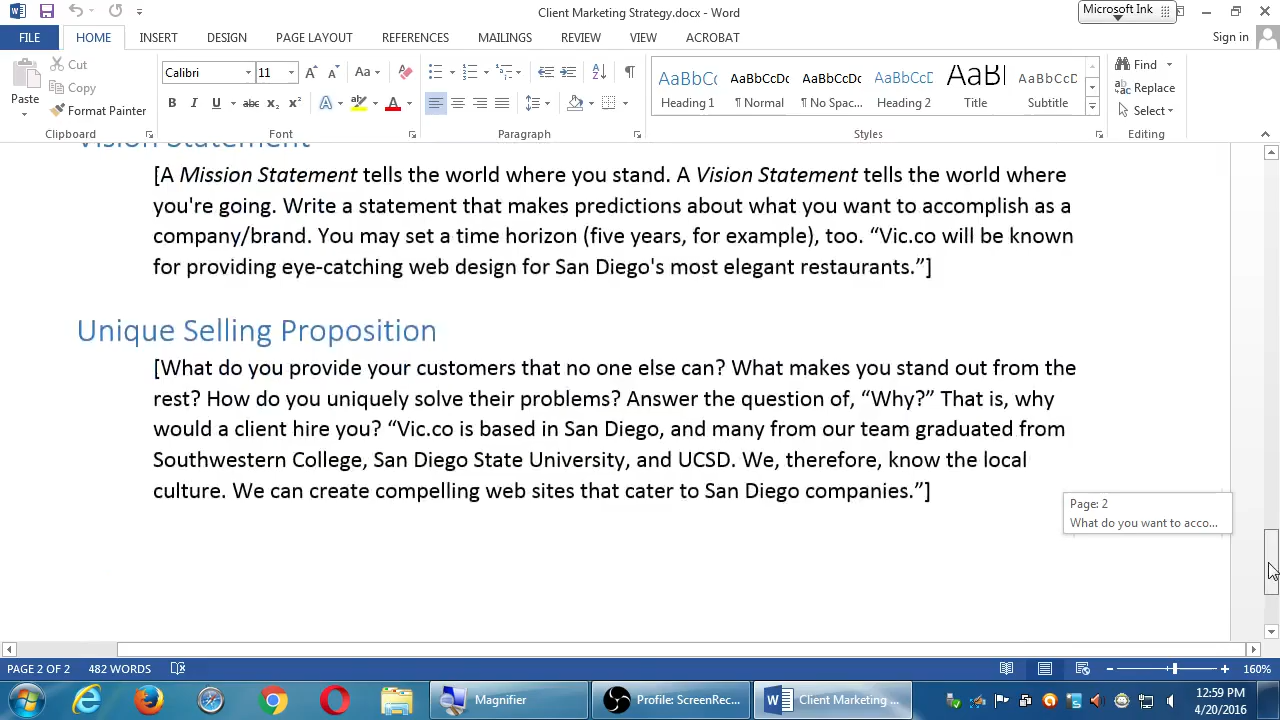 Client Marketing Strategy.docx - Word
Microsoft Ink
FILE HOME INSERT DESIGN PAGE LAYOUT REFERENCES MAILINGS REVIEW VIEW ACROBAT Sign in
Paste
Cut
Copy
Format Painter
Calibri 11
Find
Replace
Select
AaBbCc AaBbCcDc AaBbCcDc AaBbCcD AaB AaBbCcD
Heading 1 ¶ Normal ¶ No Spac... Heading 2 Title Subtitle
Clipboard Font Paragraph Styles Editing
Vision Statement
[A Mission Statement tells the world where you stand. A Vision Statement tells the world where
you're going. Write a statement that makes predictions about what you want to accomplish as a
company/brand. You may set a time horizon (five years, for example), too. “Vic.co will be known
for providing eye-catching web design for San Diego's most elegant restaurants.”]
Unique Selling Proposition
[What do you provide your customers that no one else can? What makes you stand out from the
rest? How do you uniquely solve their problems? Answer the question of, “Why?” That is, why
would a client hire you? “Vic.co is based in San Diego, and many from our team graduated from
Southwestern College, San Diego State University, and UCSD. We, therefore, know the local
culture. We can create compelling web sites that cater to San Diego companies.”]
Page: 2
What do you want to acco...
PAGE 2 OF 2 482 WORDS 160%
Magnifier Profile: ScreenRec... Client Marketing ...
12:59 PM
4/20/2016